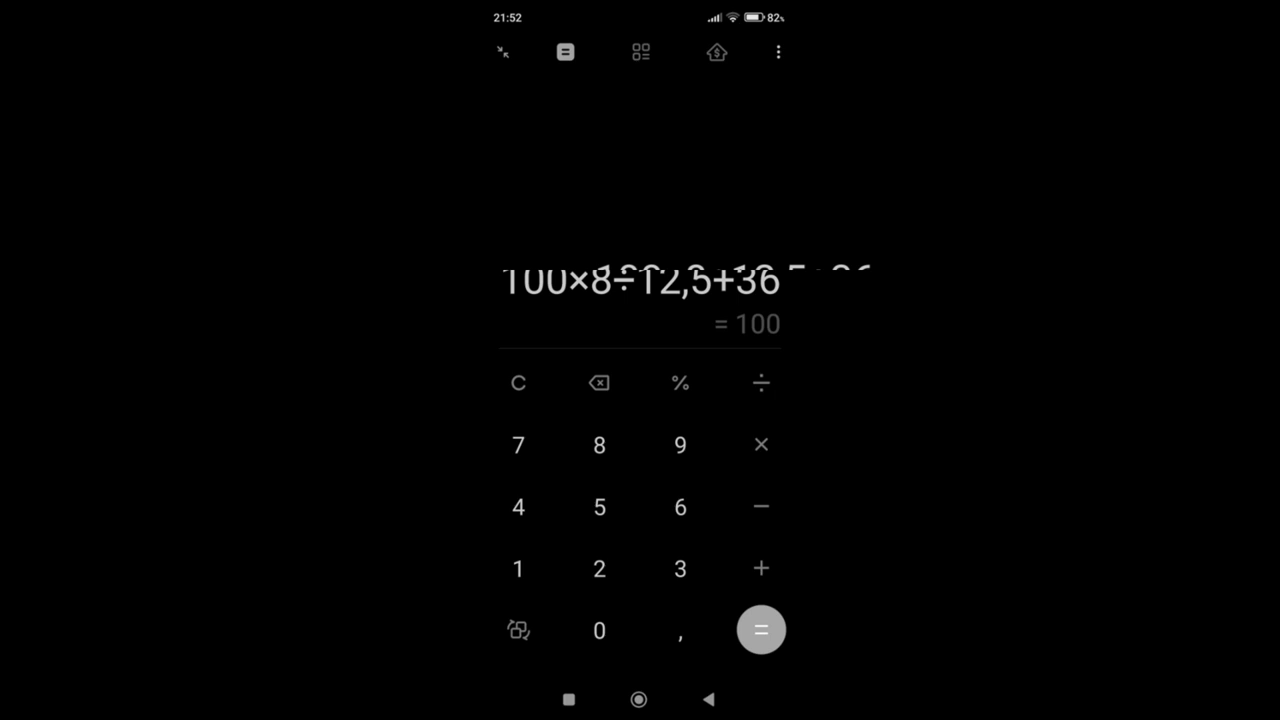 21:52
82%
100×8÷12,5+36
= 100
C % ÷
7 8 9 ×
4 5 6 −
1 2 3 +
0 , =